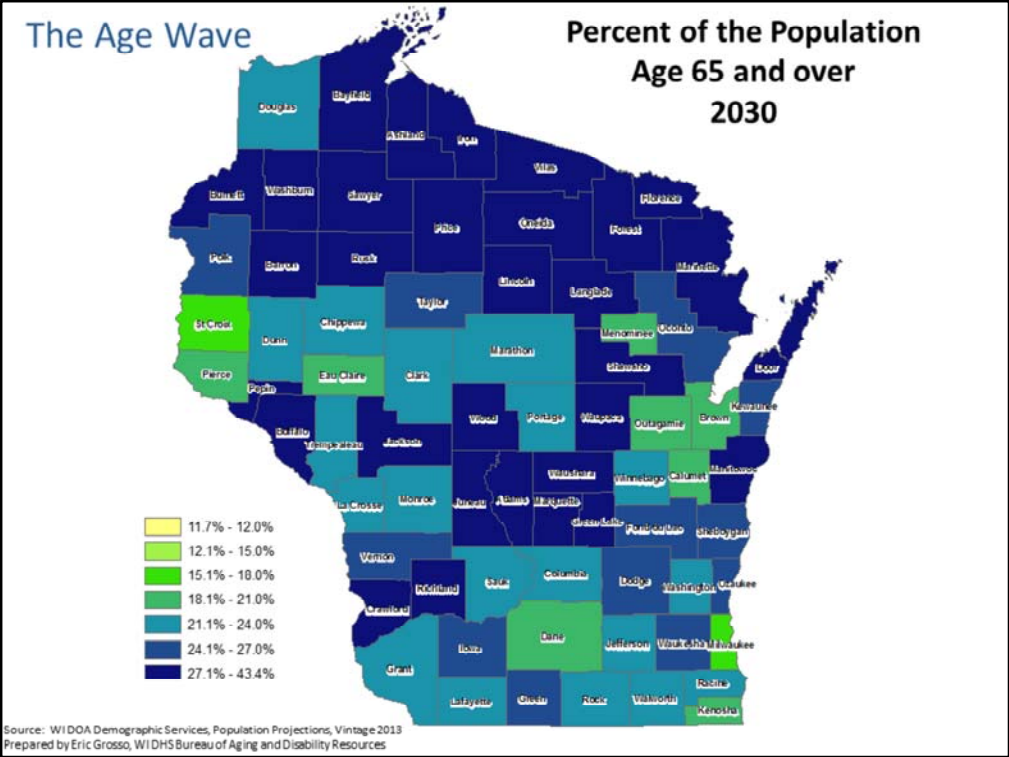 The Age Wave
Percent of the Population
Age 65 and over
2030
Douglas
Bayfield
Ashland
Iron
Vilas
Burnett
Washburn
Sawyer
Florence
Price
Oneida
Forest
Polk
Barron
Rusk
Marinette
Lincoln
Langlade
Taylor
St Croix
Chippewa
Oconto
Dunn
Menominee
Marathon
Shawano
Door
Pierce
Eau Claire
Clark
Pepin
Kewaunee
Wood
Portage
Waupaca
Outagamie
Brown
Buffalo
Trempealeau
Jackson
Manitowoc
Waushara
Winnebago
Calumet
La Crosse
Monroe
Juneau
Adams
Marquette
Green Lake
Fond du Lac
Sheboygan
Vernon
Richland
Sauk
Columbia
Dodge
Washington
Ozaukee
Crawford
Dane
Jefferson
Waukesha
Milwaukee
Iowa
Grant
Racine
Lafayette
Green
Rock
Walworth
Kenosha
11.7% - 12.0%
12.1% - 15.0%
15.1% - 18.0%
18.1% - 21.0%
21.1% - 24.0%
24.1% - 27.0%
27.1% - 43.4%
Source: WI DOA Demographic Services, Population Projections, Vintage 2013
Prepared by Eric Grosso, WI DHS Bureau of Aging and Disability Resources